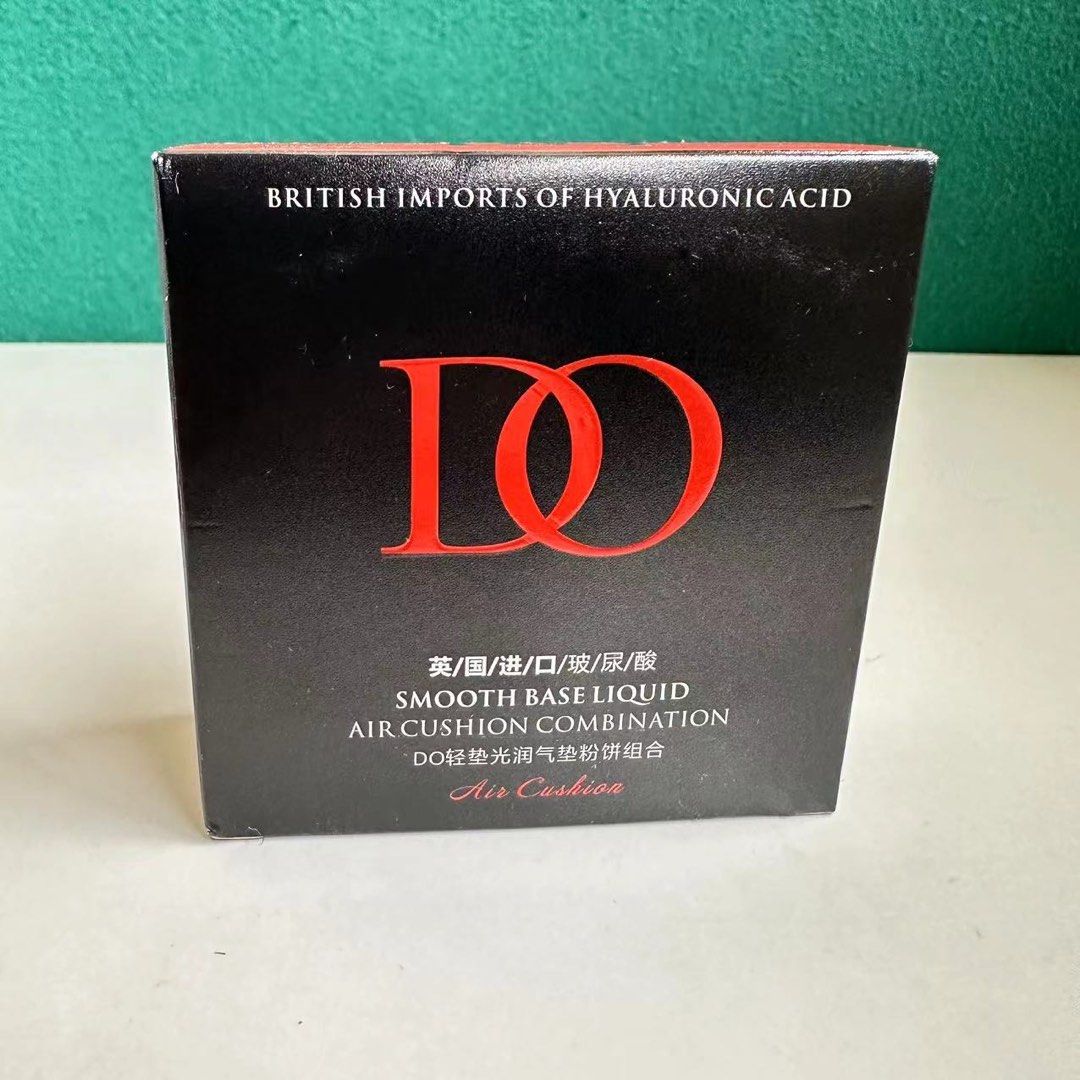 BRITISH IMPORTS OF HYALURONIC ACID
DO
英/国/进/口/玻/尿/酸
SMOOTH BASE LIQUID
AIR CUSHION COMBINATION
DO轻垫光润气垫粉饼组合
Air Cushion